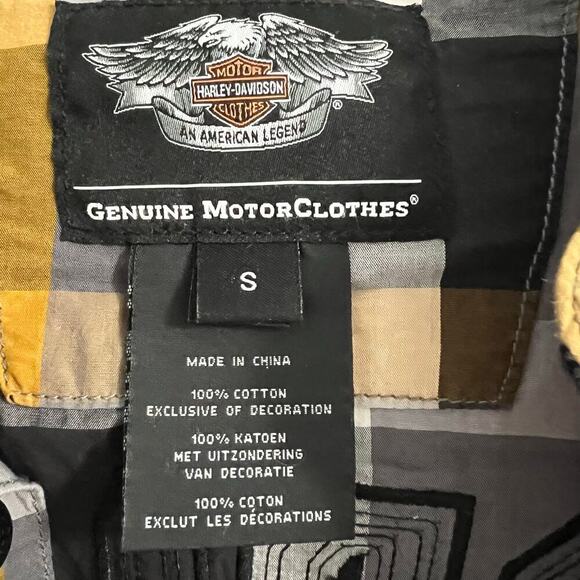 MOTOR
HARLEY-DAVIDSON
CLOTHES
®
AN AMERICAN LEGEND
GENUINE MOTORCLOTHES®
S
MADE IN CHINA
100% COTTON
EXCLUSIVE OF DECORATION
100% KATOEN
MET UITZONDERING
VAN DECORATIE
100% COTON
EXCLUT LES DÉCORATIONS